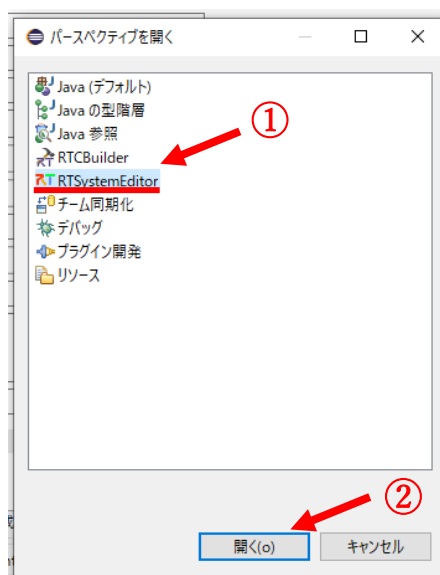 パースペクティブを開く
Java (デフォルト)
Java の型階層
Java 参照
①
RTCBuilder
RTSystemEditor
チーム同期化
デバッグ
プラグイン開発
リソース
②
開く(o)
キャンセル